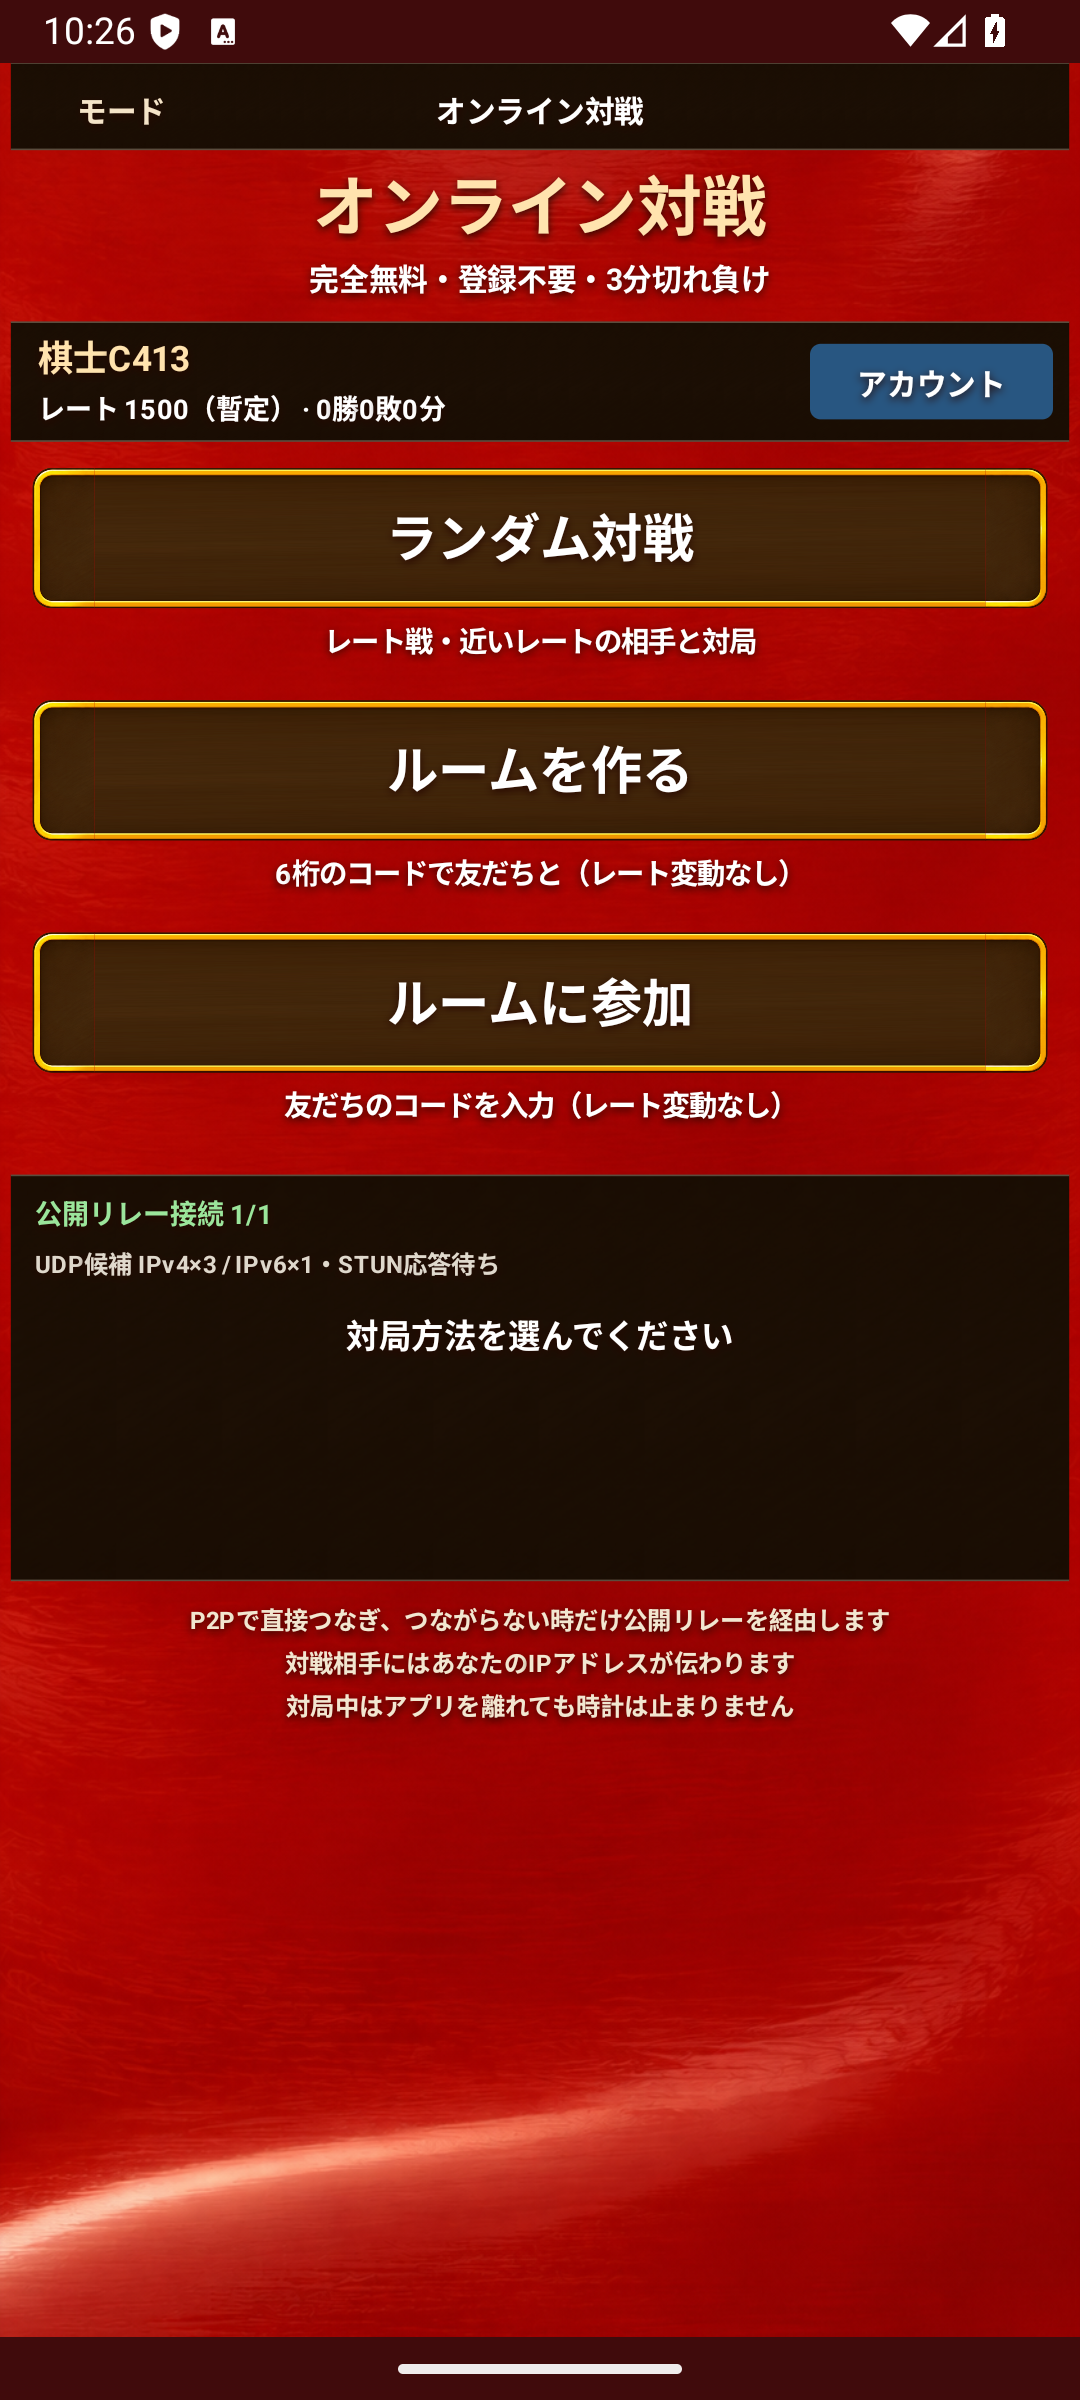 10:26
モード
オンライン対戦
オンライン対戦
完全無料・登録不要・3分切れ負け
棋士C413
レート 1500（暫定） · 0勝0敗0分
アカウント
ランダム対戦
レート戦・近いレートの相手と対局
ルームを作る
6桁のコードで友だちと（レート変動なし）
ルームに参加
友だちのコードを入力（レート変動なし）
公開リレー接続 1/1
UDP候補 IPv4×3 / IPv6×1・STUN応答待ち
対局方法を選んでください
P2Pで直接つなぎ、つながらない時だけ公開リレーを経由します
対戦相手にはあなたのIPアドレスが伝わります
対局中はアプリを離れても時計は止まりません